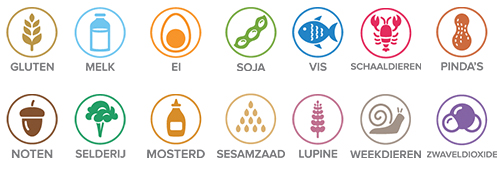 GLUTEN MELK EI SOJA VIS SCHAALDIEREN PINDA'S
NOTEN SELDERIJ MOSTERD SESAMZAAD LUPINE WEEKDIEREN ZWAVELDIOXIDE